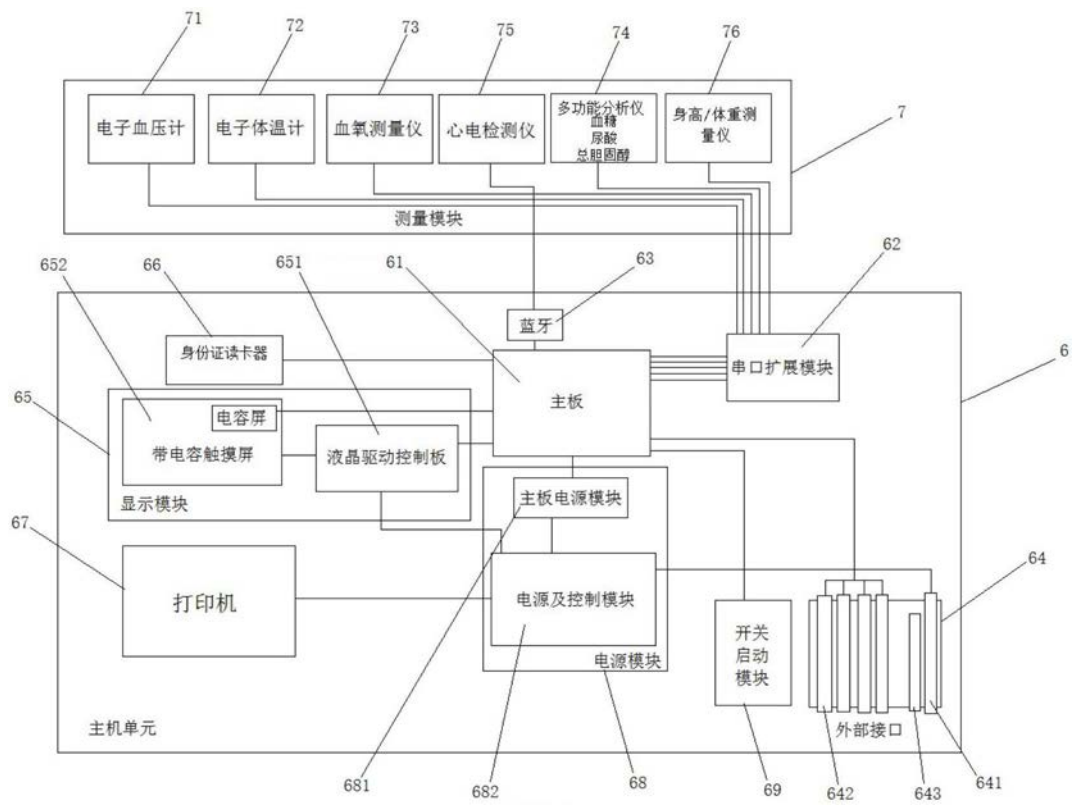 71
72
73
75
74
76
电子血压计
电子体温计
血氧测量仪
心电检测仪
多功能分析仪
血糖
尿酸
总胆固醇
身高/体重测
量仪
7
测量模块
652
66
651
61
63
62
蓝牙
身份证读卡器
主板
串口扩展模块
6
65
电容屏
带电容触摸屏
液晶驱动控制板
显示模块
主板电源模块
67
64
打印机
电源及控制模块
开关
启动
模块
电源模块
主机单元
外部接口
681
682
68
69
642
643
641